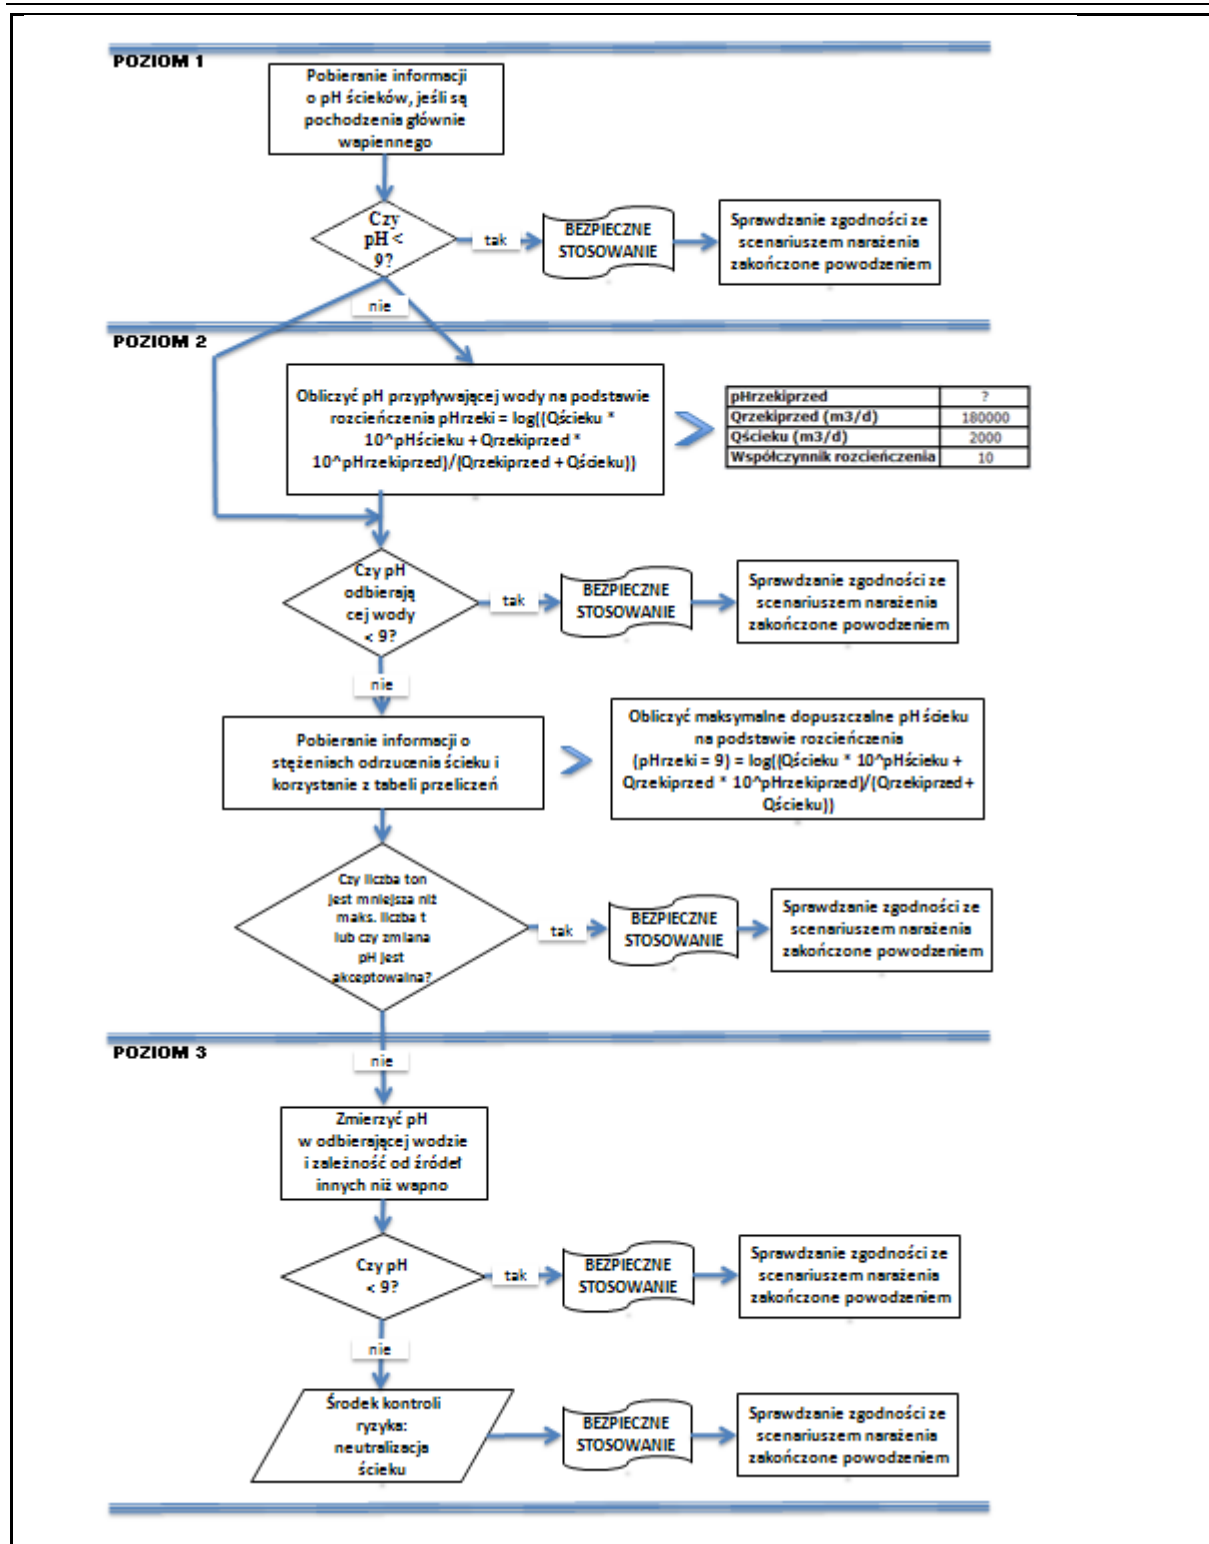 POZIOM 1
Pobieranie informacji
o pH ścieków, jeśli są
pochodzenia głównie
wapiennego
Czy
pH <
9?
tak
BEZPIECZNE
STOSOWANIE
Sprawdzanie zgodności ze
scenariuszem narażenia
zakończone powodzeniem
nie
POZIOM 2
Obliczyć pH przypływającej wody na podstawie
rozcieńczenia pHrzeki = log((Qścieku *
10^pHścieku + Qrzekiprzed *
10^pHrzekiprzed)/(Qrzekiprzed + Qścieku))
pHrzekiprzed ?
Qrzekiprzed (m3/d) 180000
Qścieku (m3/d) 2000
Współczynnik rozcieńczenia 10
Czy pH
odbierają
cej wody
< 9?
tak
BEZPIECZNE
STOSOWANIE
Sprawdzanie zgodności ze
scenariuszem narażenia
zakończone powodzeniem
nie
Pobieranie informacji o
stężeniach odrzucenia ścieku i
korzystanie z tabeli przeliczeń
Obliczyć maksymalne dopuszczalne pH ścieku
na podstawie rozcieńczenia
(pHrzeki = 9) = log((Qścieku * 10^pHścieku +
Qrzekiprzed * 10^pHrzekiprzed)/(Qrzekiprzed +
Qścieku))
Czy liczba ton
jest mniejsza niż
maks. liczba t
lub czy zmiana
pH jest
akceptowalna?
tak
BEZPIECZNE
STOSOWANIE
Sprawdzanie zgodności ze
scenariuszem narażenia
zakończone powodzeniem
POZIOM 3
nie
Zmierzyć pH
w odbierającej wodzie
i zależność od źródeł
innych niż wapno
Czy pH
< 9?
tak
BEZPIECZNE
STOSOWANIE
Sprawdzanie zgodności ze
scenariuszem narażenia
zakończone powodzeniem
nie
Środek kontroli
ryzyka:
neutralizacja
ścieku
BEZPIECZNE
STOSOWANIE
Sprawdzanie zgodności ze
scenariuszem narażenia
zakończone powodzeniem